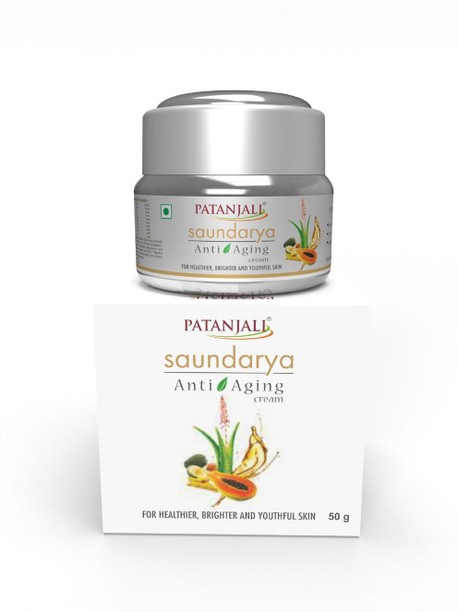 PATANJALI®
saundarya
Anti Aging
cream
FOR HEALTHIER, BRIGHTER AND YOUTHFUL SKIN
PATANJALI®
saundarya
Anti Aging
cream
FOR HEALTHIER, BRIGHTER AND YOUTHFUL SKIN 50 g